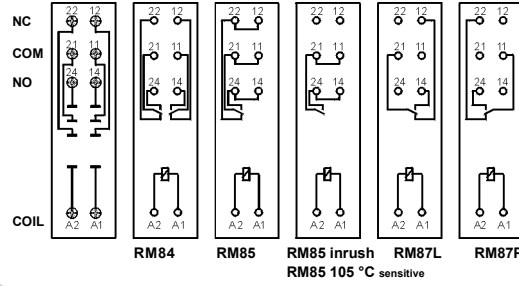 NC 22 12 22 12 22 12 22 12 22 12 22 12
COM 21 11 21 11 21 11 21 11 21 11 21 11
NO 24 14 24 14 24 14 24 14 24 14 24 14
COIL A2 A1 A2 A1 A2 A1 A2 A1 A2 A1 A2 A1
RM84 RM85 RM85 inrush RM87L RM87P
RM85 105 °C sensitive